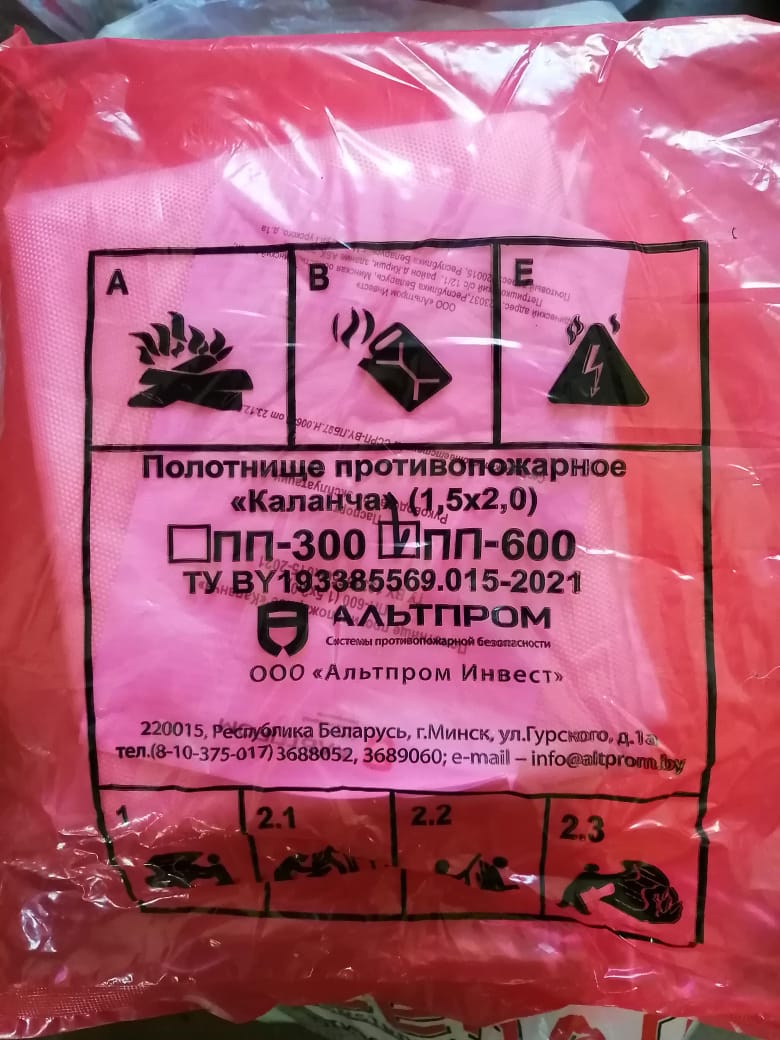 A
B
E
Полотнище противопожарное
«Каланча» (1,5х2,0)
ПП-300 ПП-600
ТУ BY193385569.015-2021
АЛЬТПРОМ
Системы противопожарной безопасности
ООО «Альтпром Инвест»
220015, Республика Беларусь, г.Минск, ул.Гурского, д.1а
тел.(8-10-375-017) 3688052, 3689060; e-mail – info@altprom.by
1
2.1
2.2
2.3